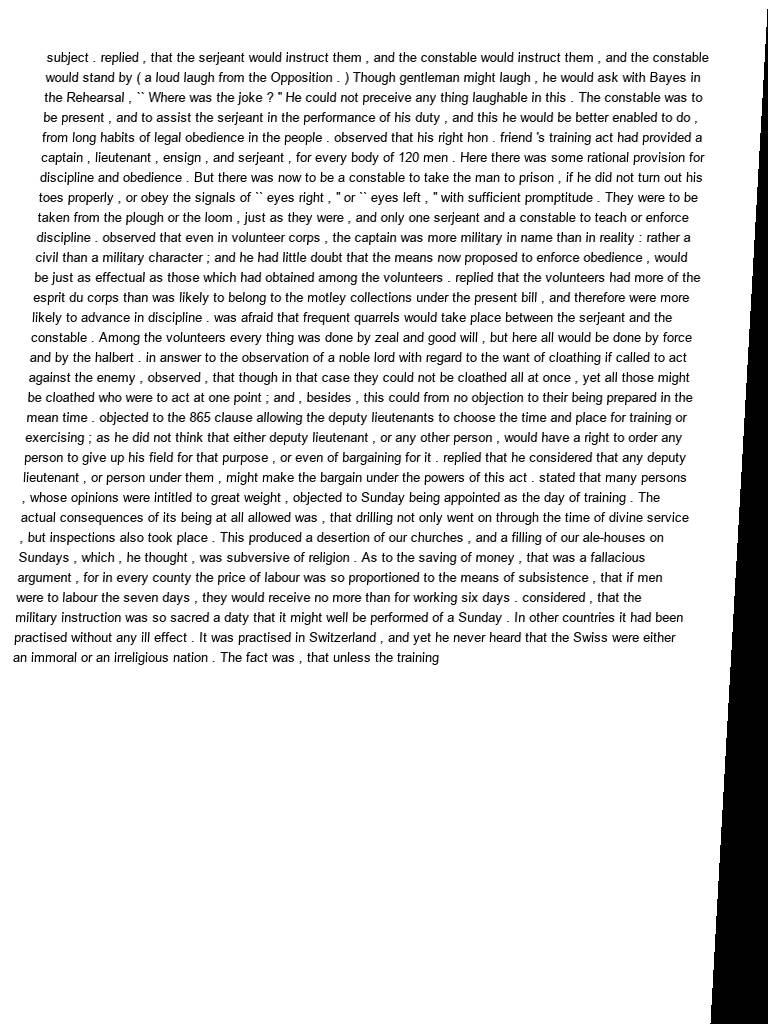 subject . replied , that the serjeant would instruct them , and the constable would instruct them , and the constable
would stand by ( a loud laugh from the Opposition . ) Though gentleman might laugh , he would ask with Bayes in
the Rehearsal , `` Where was the joke ? '' He could not preceive any thing laughable in this . The constable was to
be present , and to assist the serjeant in the performance of his duty , and this he would be better enabled to do ,
from long habits of legal obedience in the people . observed that his right hon . friend 's training act had provided a
captain , lieutenant , ensign , and serjeant , for every body of 120 men . Here there was some rational provision for
discipline and obedience . But there was now to be a constable to take the man to prison , if he did not turn out his
toes properly , or obey the signals of `` eyes right , '' or `` eyes left , '' with sufficient promptitude . They were to be
taken from the plough or the loom , just as they were , and only one serjeant and a constable to teach or enforce
discipline . observed that even in volunteer corps , the captain was more military in name than in reality : rather a
civil than a military character ; and he had little doubt that the means now proposed to enforce obedience , would
be just as effectual as those which had obtained among the volunteers . replied that the volunteers had more of the
esprit du corps than was likely to belong to the motley collections under the present bill , and therefore were more
likely to advance in discipline . was afraid that frequent quarrels would take place between the serjeant and the
constable . Among the volunteers every thing was done by zeal and good will , but here all would be done by force
and by the halbert . in answer to the observation of a noble lord with regard to the want of cloathing if called to act
against the enemy , observed , that though in that case they could not be cloathed all at once , yet all those might
be cloathed who were to act at one point ; and , besides , this could from no objection to their being prepared in the
mean time . objected to the 865 clause allowing the deputy lieutenants to choose the time and place for training or
exercising ; as he did not think that either deputy lieutenant , or any other person , would have a right to order any
person to give up his field for that purpose , or even of bargaining for it . replied that he considered that any deputy
lieutenant , or person under them , might make the bargain under the powers of this act . stated that many persons
, whose opinions were intitled to great weight , objected to Sunday being appointed as the day of training . The
actual consequences of its being at all allowed was , that drilling not only went on through the time of divine service
, but inspections also took place . This produced a desertion of our churches , and a filling of our ale-houses on
Sundays , which , he thought , was subversive of religion . As to the saving of money , that was a fallacious
argument , for in every county the price of labour was so proportioned to the means of subsistence , that if men
were to labour the seven days , they would receive no more than for working six days . considered , that the
military instruction was so sacred a daty that it might well be performed of a Sunday . In other countries it had been
practised without any ill effect . It was practised in Switzerland , and yet he never heard that the Swiss were either
an immoral or an irreligious nation . The fact was , that unless the training